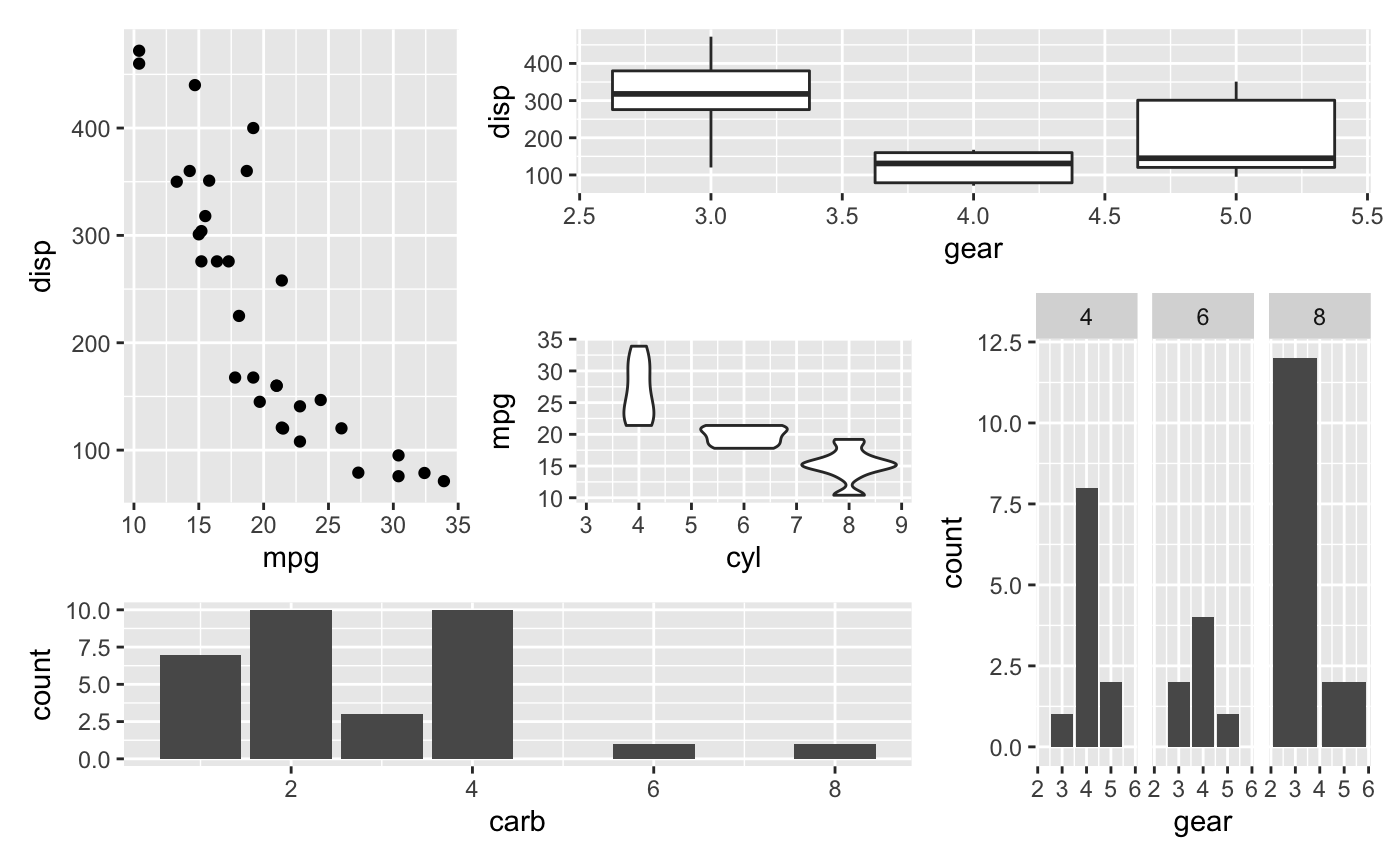 disp
400
300
200
100
10 15 20 25 30 35
mpg
disp
400
300
200
100
2.5 3.0 3.5 4.0 4.5 5.0 5.5
gear
mpg
35
30
25
20
15
10
3 4 5 6 7 8 9
cyl
4 6 8
count
12.5
10.0
7.5
5.0
2.5
0.0
2 3 4 5 6 2 3 4 5 6 2 3 4 5 6
gear
count
10.0
7.5
5.0
2.5
0.0
2 4 6 8
carb